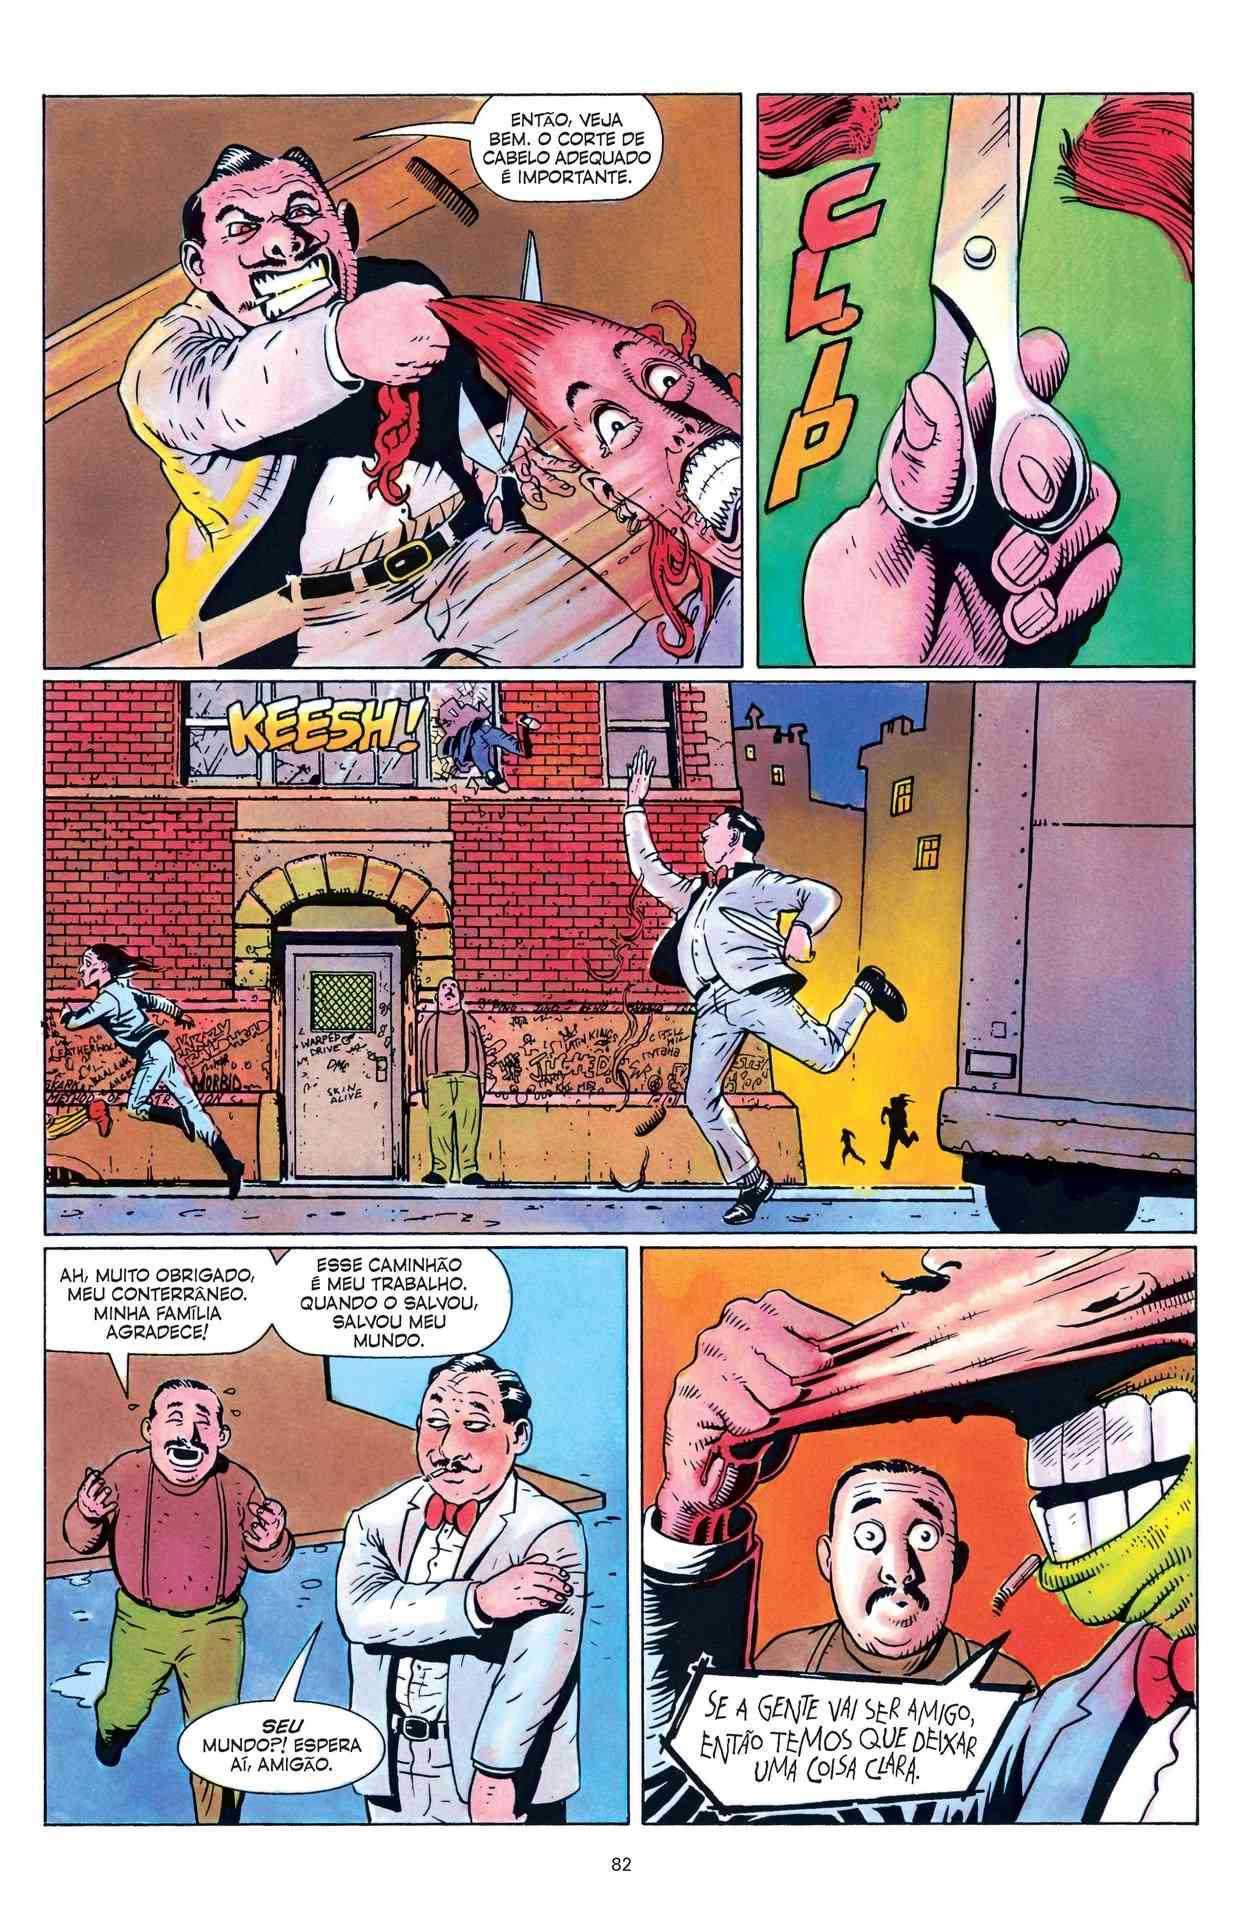 ENTÃO, VEJA
BEM. O CORTE DE
CABELO ADEQUADO
É IMPORTANTE.
CLIP
KEESH!
WARPED
DRIVE
SKIN
ALIVE
MORBID
LATIN KINGS
AH, MUITO OBRIGADO,
MEU CONTERRÂNEO.
MINHA FAMÍLIA
AGRADECE!
ESSE CAMINHÃO
É MEU TRABALHO.
QUANDO O SALVOU,
SALVOU MEU
MUNDO.
SEU
MUNDO?! ESPERA
AÍ, AMIGÃO.
SE A GENTE VAI SER AMIGO,
ENTÃO TEMOS QUE DEIXAR
UMA COISA CLARA.
82